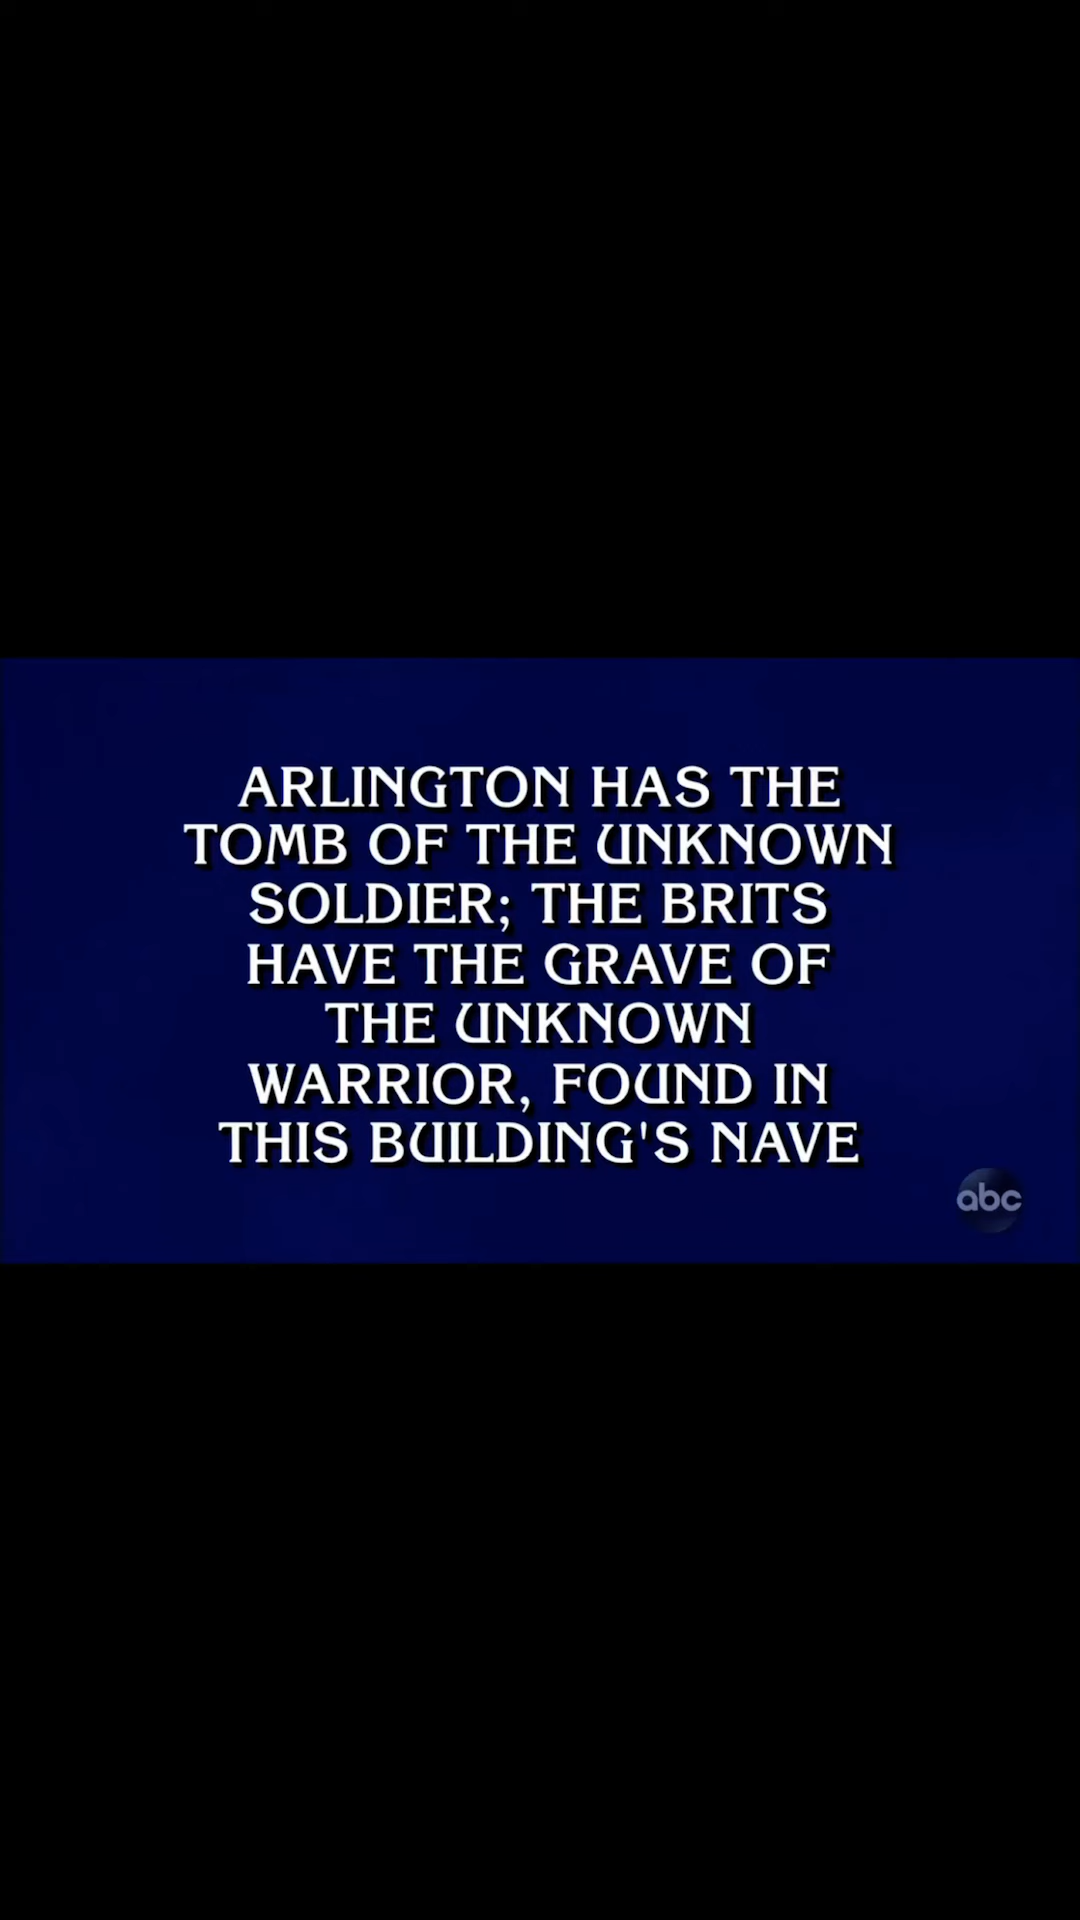 ARLINGTON HAS THE
TOMB OF THE UNKNOWN
SOLDIER; THE BRITS
HAVE THE GRAVE OF
THE UNKNOWN
WARRIOR, FOUND IN
THIS BUILDING'S NAVE
abc